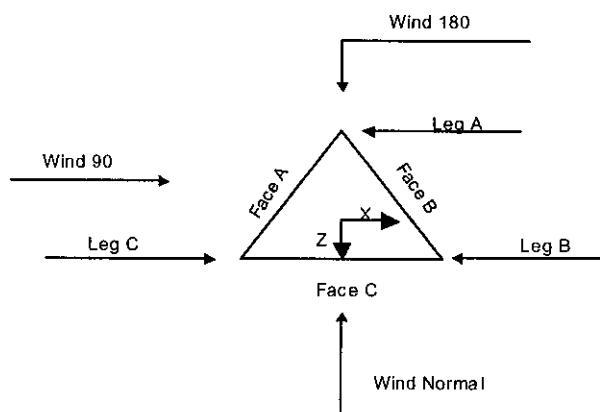 Wind 180
Leg A
Wind 90
Face A
Face B
X
Z
Leg C
Leg B
Face C
Wind Normal